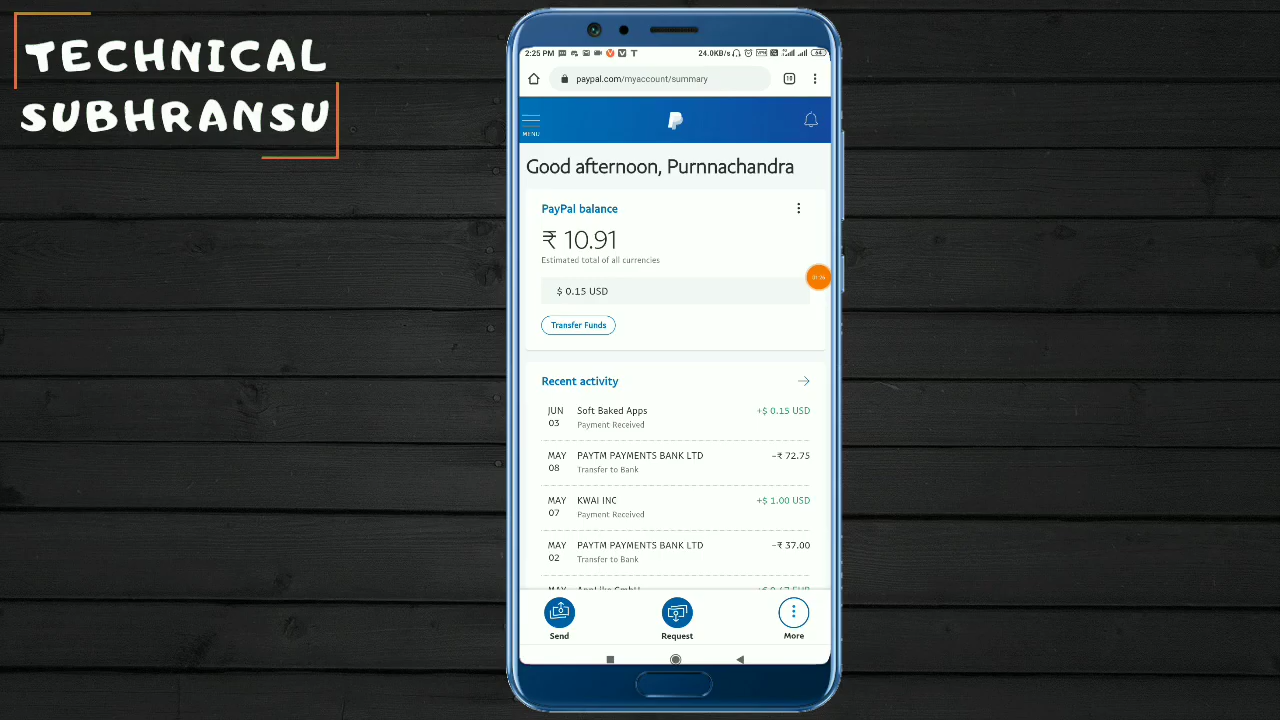 TECHNICAL
SUBHRANSU
2:25 PM
24.0KB/s
64
paypal.com/myaccount/summary
MENU
Good afternoon, Purnnachandra
PayPal balance
₹ 10.91
Estimated total of all currencies
$ 0.15 USD
01:26
Transfer Funds
Recent activity
JUN 03 Soft Baked Apps +$ 0.15 USD
Payment Received
MAY 08 PAYTM PAYMENTS BANK LTD −₹ 72.75
Transfer to Bank
MAY 07 KWAI INC +$ 1.00 USD
Payment Received
MAY 02 PAYTM PAYMENTS BANK LTD −₹ 37.00
Transfer to Bank
Send Request More